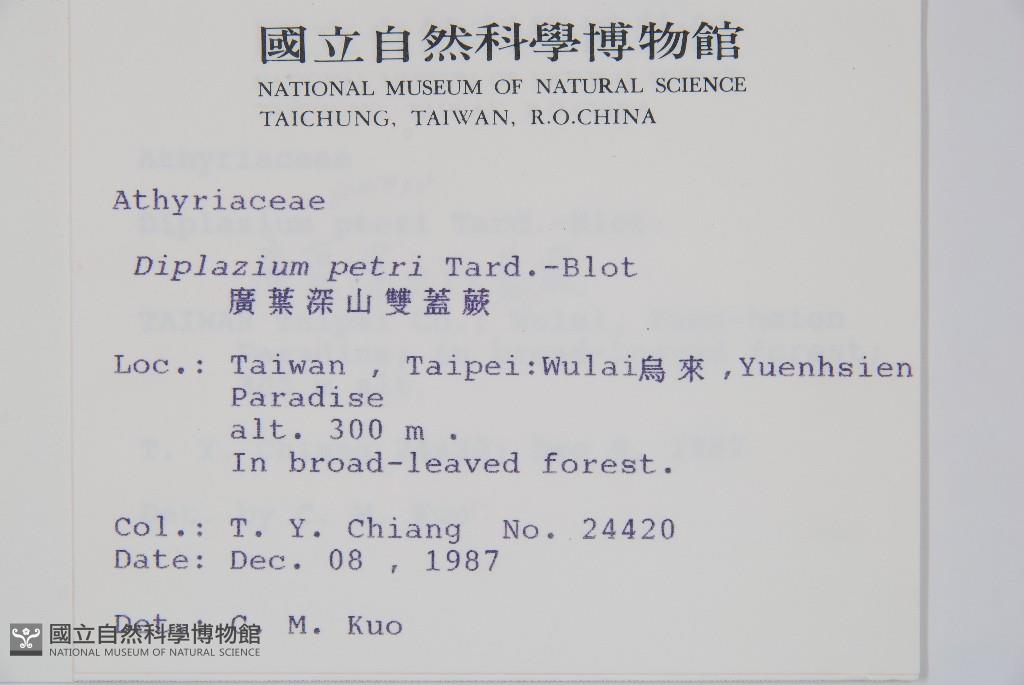 國立自然科學博物館
NATIONAL MUSEUM OF NATURAL SCIENCE
TAICHUNG, TAIWAN, R.O.CHINA
Athyriaceae
Diplazium petri Tard.-Blot
廣葉深山雙蓋蕨
Loc.: Taiwan , Taipei:Wulai烏來 ,Yuenhsien
Paradise
alt. 300 m .
In broad-leaved forest.
Col.: T. Y. Chiang No. 24420
Date: Dec. 08 , 1987
Det.: C. M. Kuo
國立自然科學博物館
NATIONAL MUSEUM OF NATURAL SCIENCE